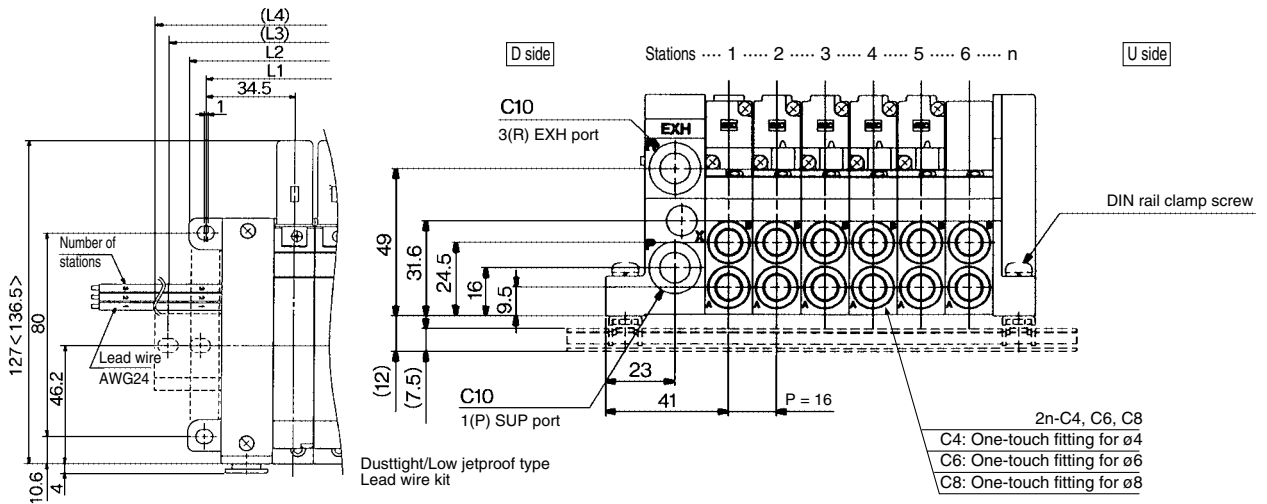 (L4)
(L3)
L2
L1
34.5
1
127<136.5>
80
46.2
10.6
4
Number of
stations
Lead wire
AWG24
Dusttight/Low jetproof type
Lead wire kit
D side
Stations ···· 1 ····· 2 ····· 3 ····· 4 ····· 5 ····· 6 ····· n
U side
C10
3(R) EXH port
EXH
R
X
P
B B B B B B
A A A A A A
DIN rail clamp screw
49
31.6
24.5
16
9.5
(12)
(7.5)
23
41
P = 16
C10
1(P) SUP port
2n-C4, C6, C8
C4: One-touch fitting for ø4
C6: One-touch fitting for ø6
C8: One-touch fitting for ø8